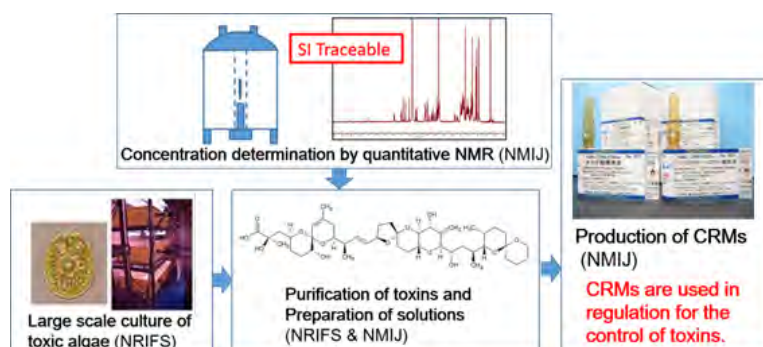 SI Traceable
Concentration determination by quantitative NMR (NMIJ)
Large scale culture of
toxic algae (NRIFS)
Purification of toxins and
Preparation of solutions
(NRIFS & NMIJ)
Production of CRMs
(NMIJ)
CRMs are used in
regulation for the
control of toxins.